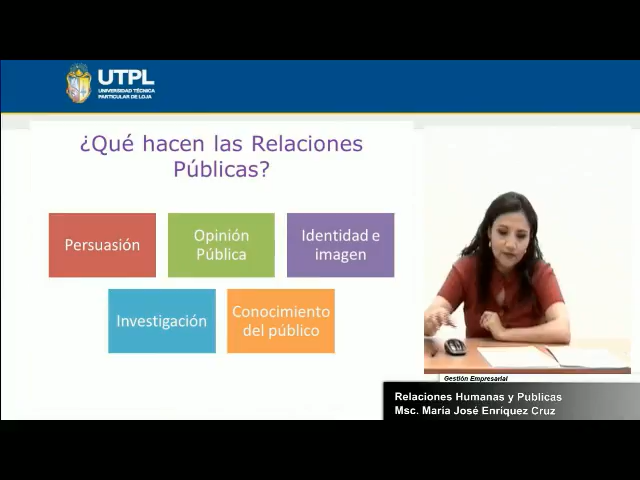 UTPL
UNIVERSIDAD TÉCNICA
PARTICULAR DE LOJA
¿Qué hacen las Relaciones
Públicas?
Persuasión
Opinión
Pública
Identidad e
imagen
Investigación
Conocimiento
del público
Gestión Empresarial
Relaciones Humanas y Publicas
Msc. María José Enríquez Cruz